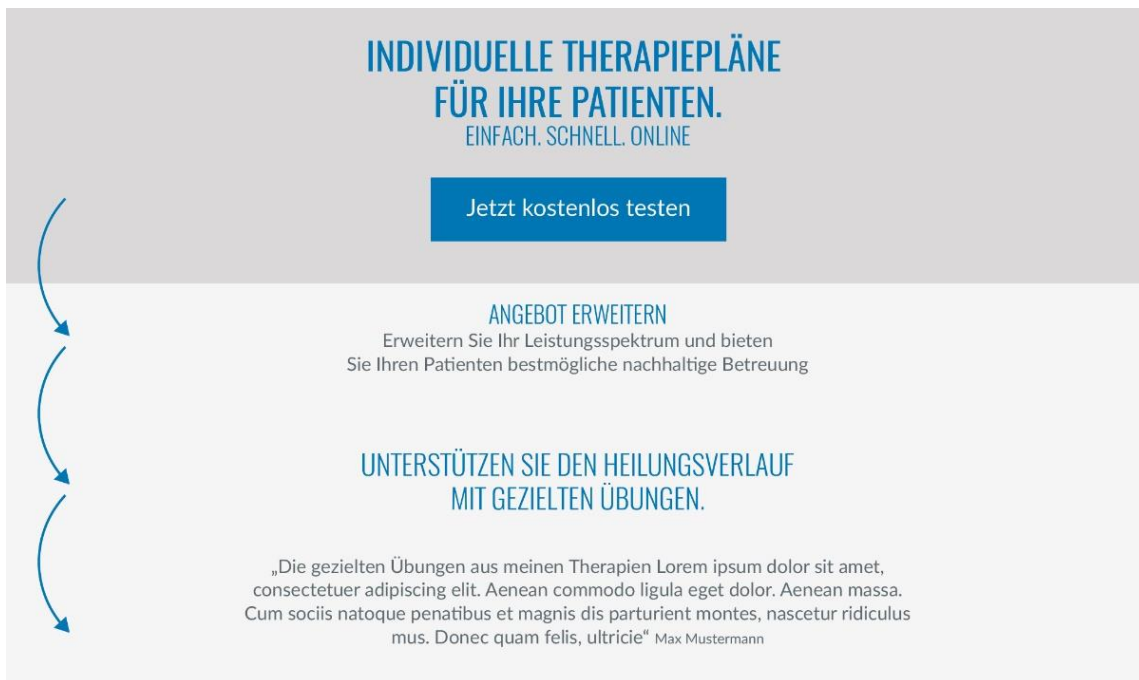 INDIVIDUELLE THERAPIEPLÄNE
FÜR IHRE PATIENTEN.
EINFACH. SCHNELL. ONLINE
Jetzt kostenlos testen
ANGEBOT ERWEITERN
Erweitern Sie Ihr Leistungsspektrum und bieten
Sie Ihren Patienten bestmögliche nachhaltige Betreuung
UNTERSTÜTZEN SIE DEN HEILUNGSVERLAUF
MIT GEZIELTEN ÜBUNGEN.
„Die gezielten Übungen aus meinen Therapien Lorem ipsum dolor sit amet,
consectetuer adipiscing elit. Aenean commodo ligula eget dolor. Aenean massa.
Cum sociis natoque penatibus et magnis dis parturient montes, nascetur ridiculus
mus. Donec quam felis, ultricie“ Max Mustermann